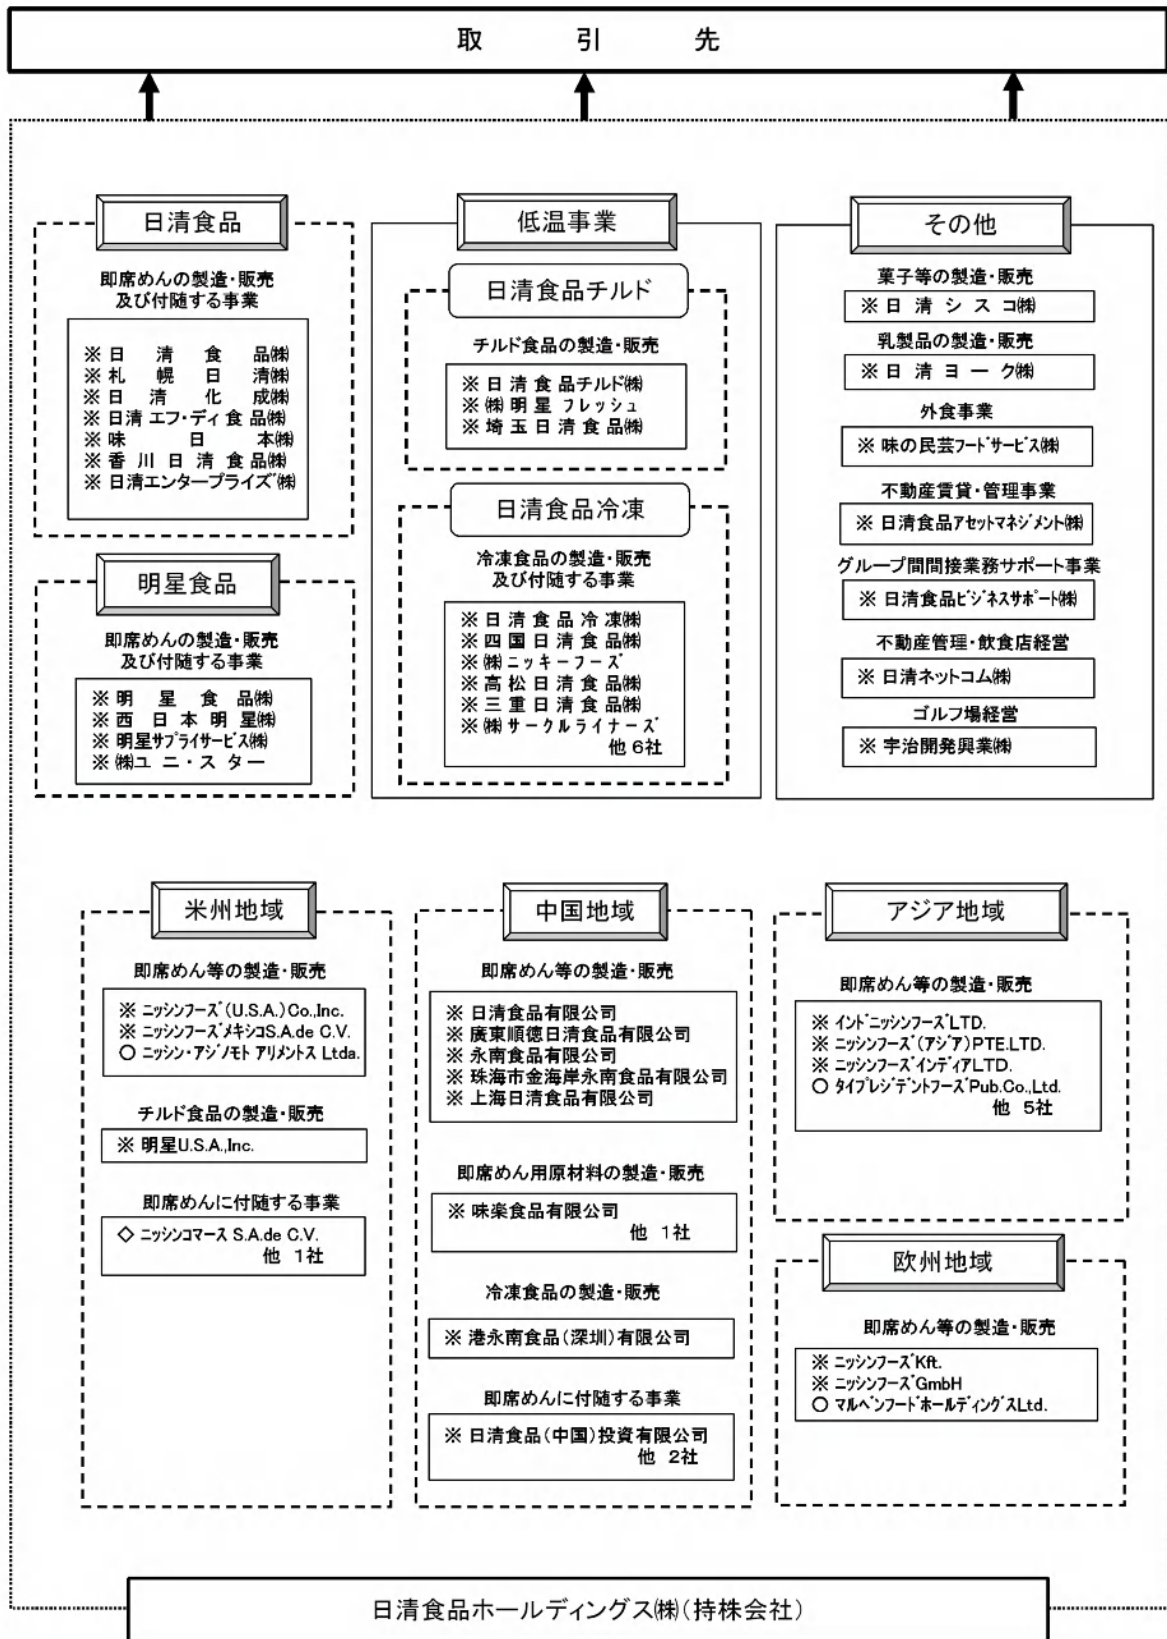 取引先
日清食品
即席めんの製造・販売
及び付随する事業
※日清食品㈱
※札幌日清㈱
※日清化成㈱
※日清エフ・ディ食品㈱
※味日本㈱
※香川日清食品㈱
※日清エンタープライズ㈱
明星食品
即席めんの製造・販売
及び付随する事業
※明星食品㈱
※西日本明星㈱
※明星サプライサービス㈱
※㈱ユニ・スター
低温事業
日清食品チルド
チルド食品の製造・販売
※日清食品チルド㈱
※㈱明星フレッシュ
※埼玉日清食品㈱
日清食品冷凍
冷凍食品の製造・販売
及び付随する事業
※日清食品冷凍㈱
※四国日清食品㈱
※㈱ニッキーフーズ
※高松日清食品㈱
※三重日清食品㈱
※㈱サークルライナーズ
他6社
その他
菓子等の製造・販売
※日清シスコ㈱
乳製品の製造・販売
※日清ヨーク㈱
外食事業
※味の民芸フードサービス㈱
不動産賃貸・管理事業
※日清食品アセットマネジメント㈱
グループ間間接業務サポート事業
※日清食品ビジネスサポート㈱
不動産管理・飲食店経営
※日清ネットコム㈱
ゴルフ場経営
※宇治開発興業㈱
米州地域
即席めん等の製造・販売
※ニッシンフーズ(U.S.A.)Co.,Inc.
※ニッシンフーズメキシコS.A.de C.V.
○ニッシン・アジノモト アリメントス Ltda.
チルド食品の製造・販売
※明星U.S.A.,Inc.
即席めんに付随する事業
◇ニッシンコマース S.A.de C.V.
他 1社
中国地域
即席めん等の製造・販売
※日清食品有限公司
※廣東順徳日清食品有限公司
※永南食品有限公司
※珠海市金海岸永南食品有限公司
※上海日清食品有限公司
即席めん用原材料の製造・販売
※味楽食品有限公司
他 1社
冷凍食品の製造・販売
※港永南食品(深圳)有限公司
即席めんに付随する事業
※日清食品(中国)投資有限公司
他 2社
アジア地域
即席めん等の製造・販売
※インドニッシンフーズLTD.
※ニッシンフーズ(アジア)PTE.LTD.
※ニッシンフーズインディアLTD.
○タイプレジデントフーズPub.Co.,Ltd.
他 5社
欧州地域
即席めん等の製造・販売
※ニッシンフーズKft.
※ニッシンフーズGmbH
○マルベンフードホールディングスLtd.
日清食品ホールディングス㈱(持株会社)